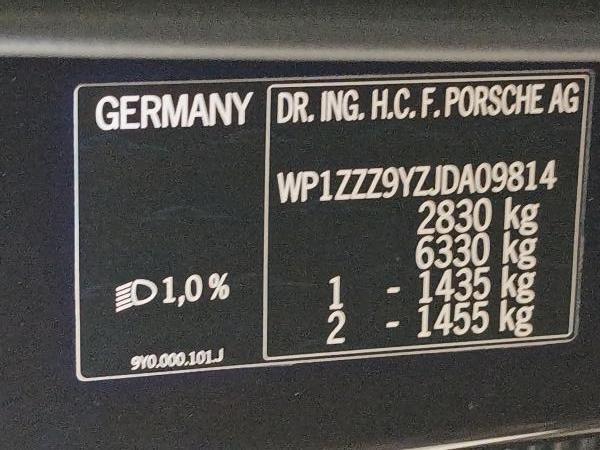 GERMANY
DR. ING. H.C. F. PORSCHE AG
WP1ZZZ9YZJDA09814
2830 kg
6330 kg
1 - 1435 kg
2 - 1455 kg
1,0 %
9Y0.000.101.J